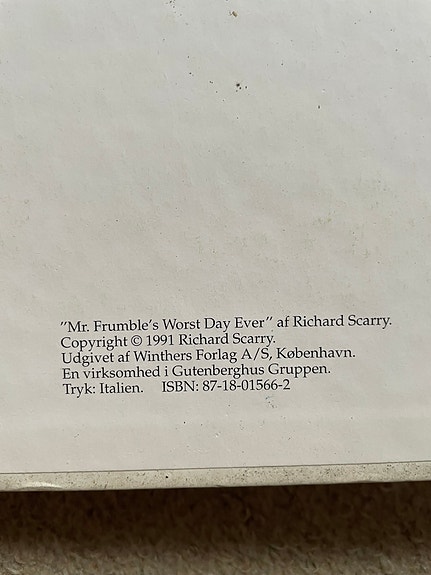 "Mr. Frumble's Worst Day Ever" af Richard Scarry.
Copyright © 1991 Richard Scarry.
Udgivet af Winthers Forlag A/S, København.
En virksomhed i Gutenberghus Gruppen.
Tryk: Italien. ISBN: 87-18-01566-2